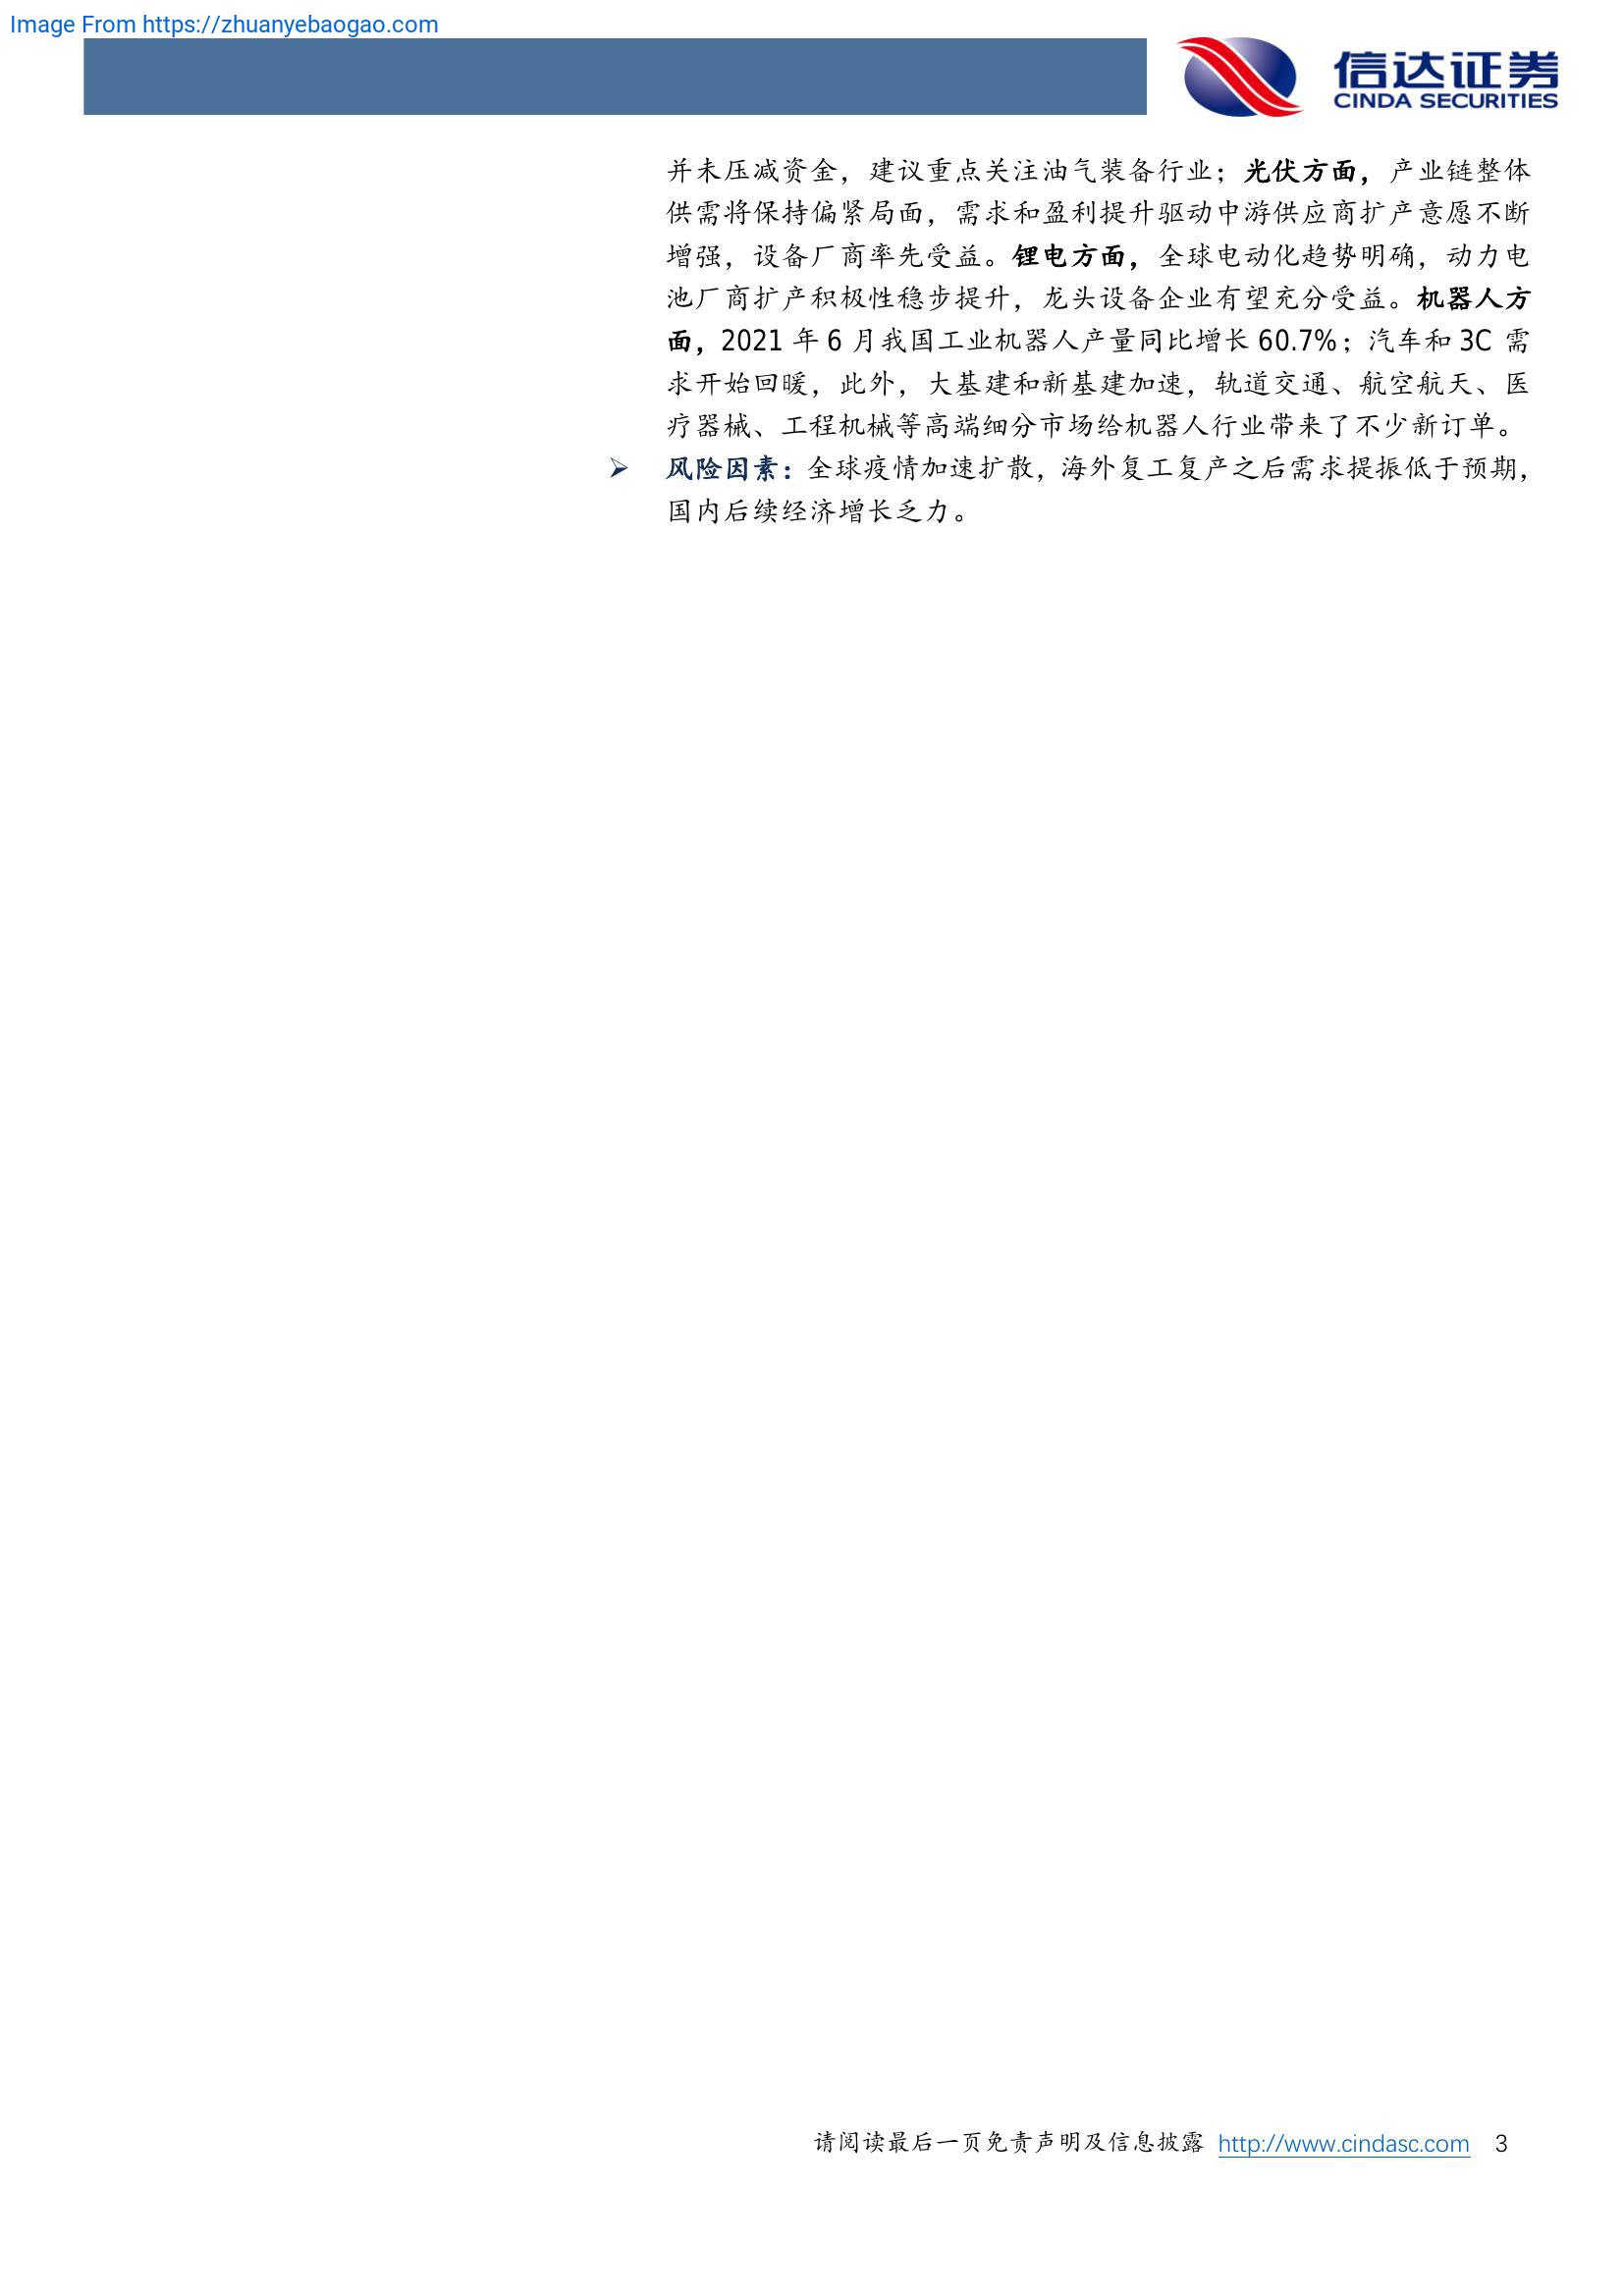 Image From https://zhuanyebaogao.com
信达证券
CINDA SECURITIES
并未压减资金，建议重点关注油气装备行业；光伏方面，产业链整体
供需将保持偏紧局面，需求和盈利提升驱动中游供应商扩产意愿不断
增强，设备厂商率先受益。锂电方面，全球电动化趋势明确，动力电
池厂商扩产积极性稳步提升，龙头设备企业有望充分受益。机器人方
面，2021 年 6 月我国工业机器人产量同比增长 60.7%；汽车和 3C 需
求开始回暖，此外，大基建和新基建加速，轨道交通、航空航天、医
疗器械、工程机械等高端细分市场给机器人行业带来了不少新订单。
➢ 风险因素：全球疫情加速扩散，海外复工复产之后需求提振低于预期，
国内后续经济增长乏力。
请阅读最后一页免责声明及信息披露 http://www.cindasc.com 3